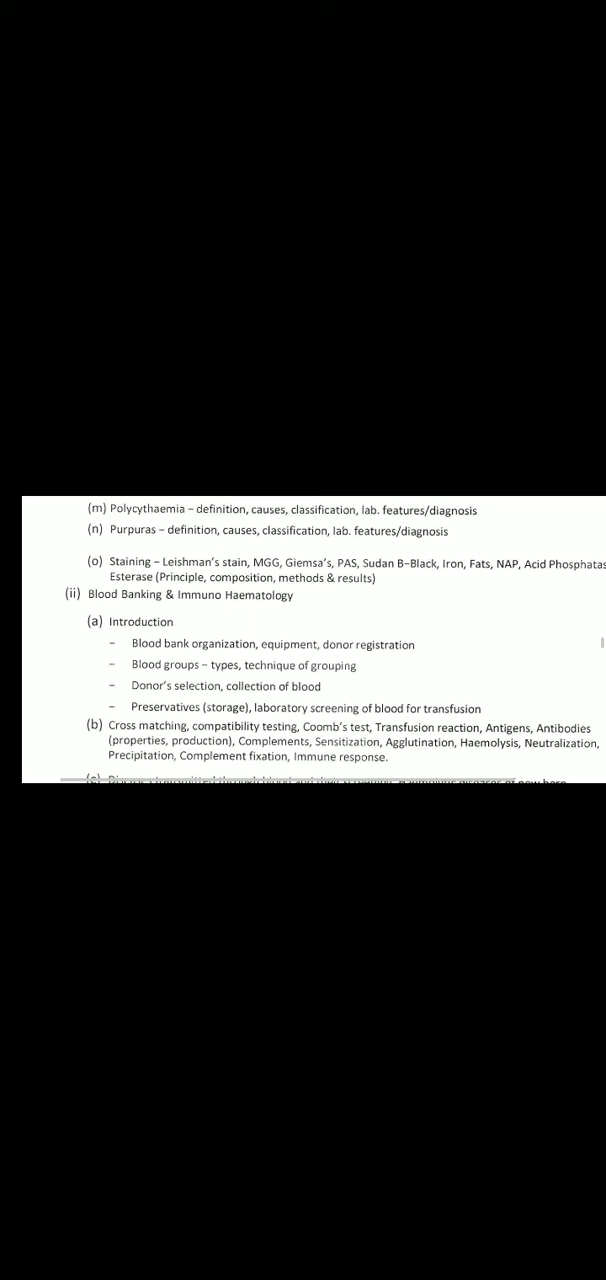 (m) Polycythaemia – definition, causes, classification, lab. features/diagnosis
(n) Purpuras – definition, causes, classification, lab. features/diagnosis
(o) Staining – Leishman's stain, MGG, Giemsa's, PAS, Sudan B–Black, Iron, Fats, NAP, Acid Phosphatas
Esterase (Principle, composition, methods & results)
(ii) Blood Banking & Immuno Haematology
(a) Introduction
– Blood bank organization, equipment, donor registration
– Blood groups – types, technique of grouping
– Donor's selection, collection of blood
– Preservatives (storage), laboratory screening of blood for transfusion
(b) Cross matching, compatibility testing, Coomb's test, Transfusion reaction, Antigens, Antibodies
(properties, production), Complements, Sensitization, Agglutination, Haemolysis, Neutralization,
Precipitation, Complement fixation, Immune response.